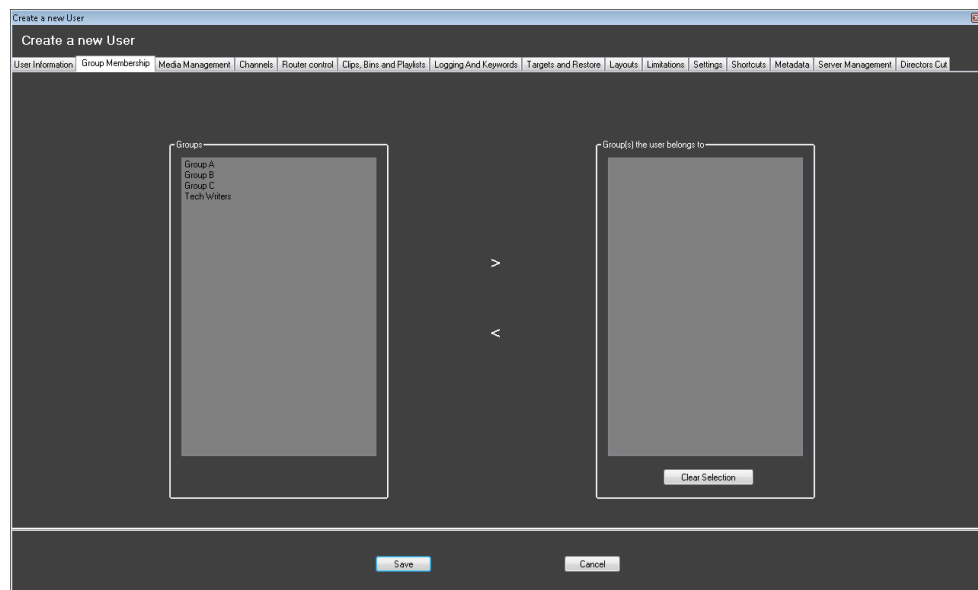 Create a new User
Create a new User
User Information Group Membership Media Management Channels Router control Clips, Bins and Playlists Logging And Keywords Targets and Restore Layouts Limitations Settings Shortcuts Metadata Server Management Directors Cut
Groups
Group A
Group B
Group C
Tech Writers
>
<
Group(s) the user belongs to
Clear Selection
Save
Cancel